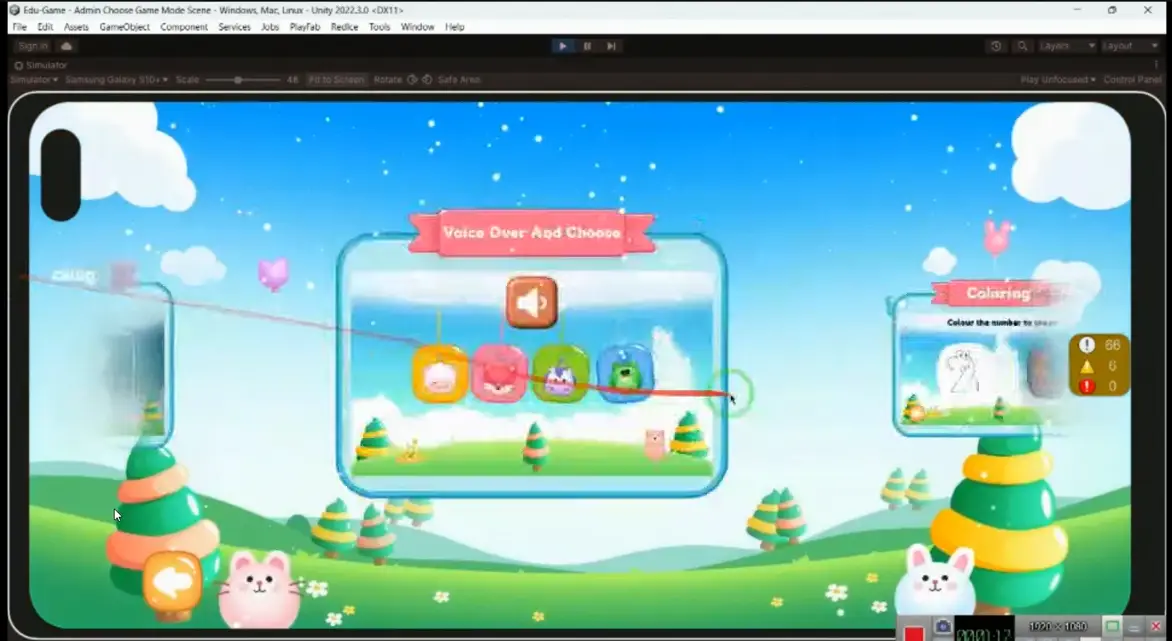 Edu-Game - Admin Choose Game Mode Scene - Windows, Mac, Linux - Unity 2022.3.0 <DX11>
File Edit Assets GameObject Component Services Jobs PlayFab RedIce Tools Window Help
Sign in
Layers
Layout
Simulator
Simulator Samsung Galaxy S10+ Scale 48 Fit to Screen Rotate Safe Area
Play Unfocused Control Panel
Voice Over And Choose
Coloring
Colour the number to
66
6
0
1920 × 1080